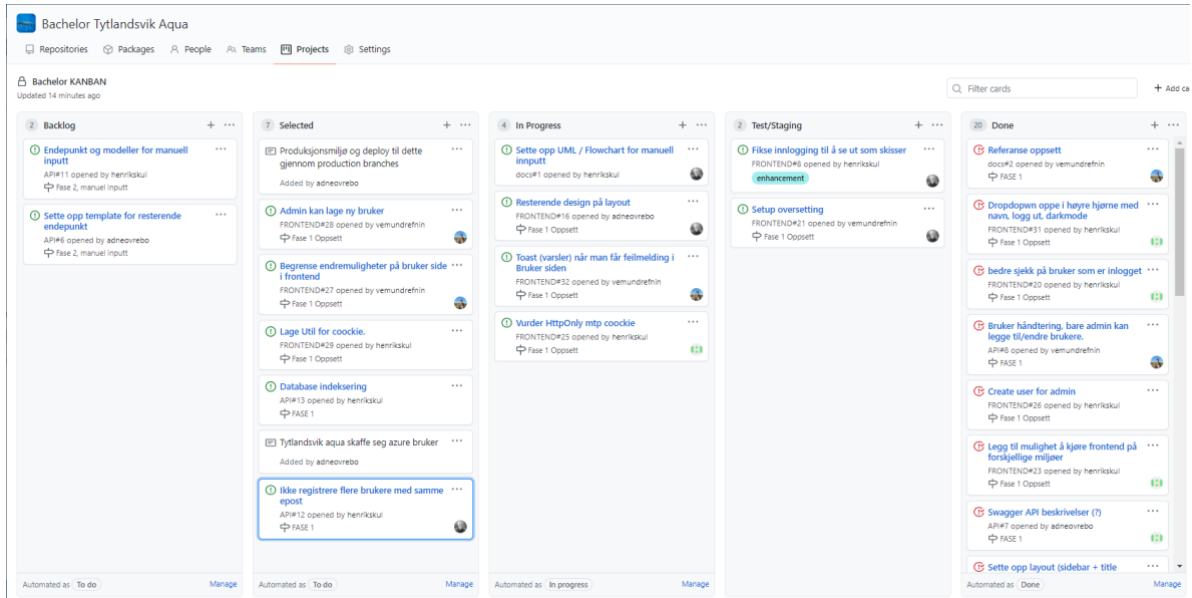 Bachelor Tytlandsvik Aqua
Repositories Packages People Teams Projects Settings
Bachelor KANBAN
Updated 14 minutes ago
Filter cards
+ Add ca
2 Backlog
Endepunkt og modeller for manuell
inputt
API#11 opened by henrikskul
Fase 2, manuel inputt
Sette opp template for resterende
endepunkt
API#6 opened by adneovrebo
Fase 2, manuel inputt
Automated as To do Manage
7 Selected
Produksjonsmiljø og deploy til dette
gjennom production branches
Added by adneovrebo
Admin kan lage ny bruker
FRONTEND#28 opened by vemundrefnin
Fase 1 Oppsett
Begrense endremuligheter på bruker side
i frontend
FRONTEND#27 opened by vemundrefnin
Fase 1 Oppsett
Lage Util for coockie.
FRONTEND#29 opened by henrikskul
Fase 1 Oppsett
Database indeksering
API#13 opened by henrikskul
FASE 1
Tytlandsvik aqua skaffe seg azure bruker
Added by adneovrebo
Ikke registrere flere brukere med samme
epost
API#12 opened by henrikskul
FASE 1
Automated as To do Manage
4 In Progress
Sette opp UML / Flowchart for manuell
innputt
docs#1 opened by henrikskul
Resterende design på layout
FRONTEND#16 opened by adneovrebo
Fase 1 Oppsett
Toast (varsler) når man får feilmelding i
Bruker siden
FRONTEND#32 opened by vemundrefnin
Fase 1 Oppsett
Vurder HttpOnly mtp coockie
FRONTEND#25 opened by henrikskul
Fase 1 Oppsett
Automated as In progress Manage
2 Test/Staging
Fikse innlogging til å se ut som skisser
FRONTEND#8 opened by henrikskul
enhancement
Setup oversetting
FRONTEND#21 opened by vemundrefnin
Fase 1 Oppsett
20 Done
Referanse oppsett
docs#2 opened by vemundrefnin
FASE 1
Dropdopwn oppe i høyre hjørne med
navn, logg ut, darkmode
FRONTEND#31 opened by henrikskul
Fase 1 Oppsett
bedre sjekk på bruker som er inlogget
FRONTEND#20 opened by henrikskul
Fase 1 Oppsett
Bruker håndtering, bare admin kan
legge til/endre brukere.
API#8 opened by vemundrefnin
FASE 1
Create user for admin
FRONTEND#26 opened by henrikskul
Fase 1 Oppsett
Legg til mulighet å kjøre frontend på
forskjellige miljøer
FRONTEND#23 opened by henrikskul
Fase 1 Oppsett
Swagger API beskrivelser (?)
API#7 opened by adneovrebo
FASE 1
Sette opp layout (sidebar + title
Automated as Done Manage